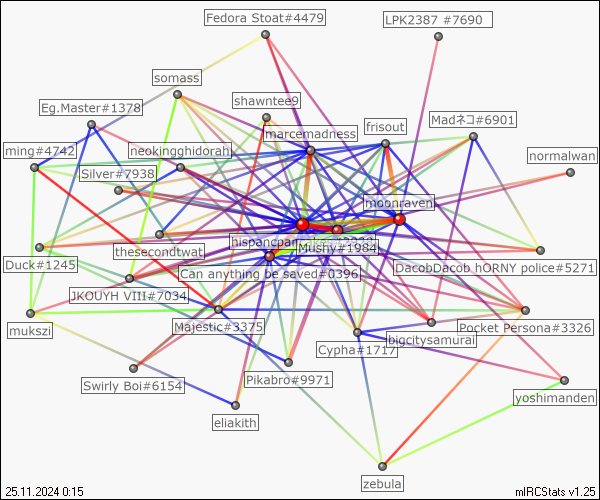 Fedora Stoat#4479
LPK2387 #7690
somass
shawntee9
Eg.Master#1378
Madネコ#6901
marcemadness
frisout
ming#4742
neokingghidorah
normalwan
Silver#7938
moonraven
thesecondtwat
hispancpan
Mushy#1984
Duck#1245
Can anything be saved#0396
DacobDacob hORNY police#5271
JKOUYH VIII#7034
mukszi
Majestic#3375
Cypha#1717
bigcitysamurai
Pocket Persona#3326
Swirly Boi#6154
Pikabro#9971
yoshimanden
eliakith
zebula
25.11.2024 0:15
mIRCStats v1.25